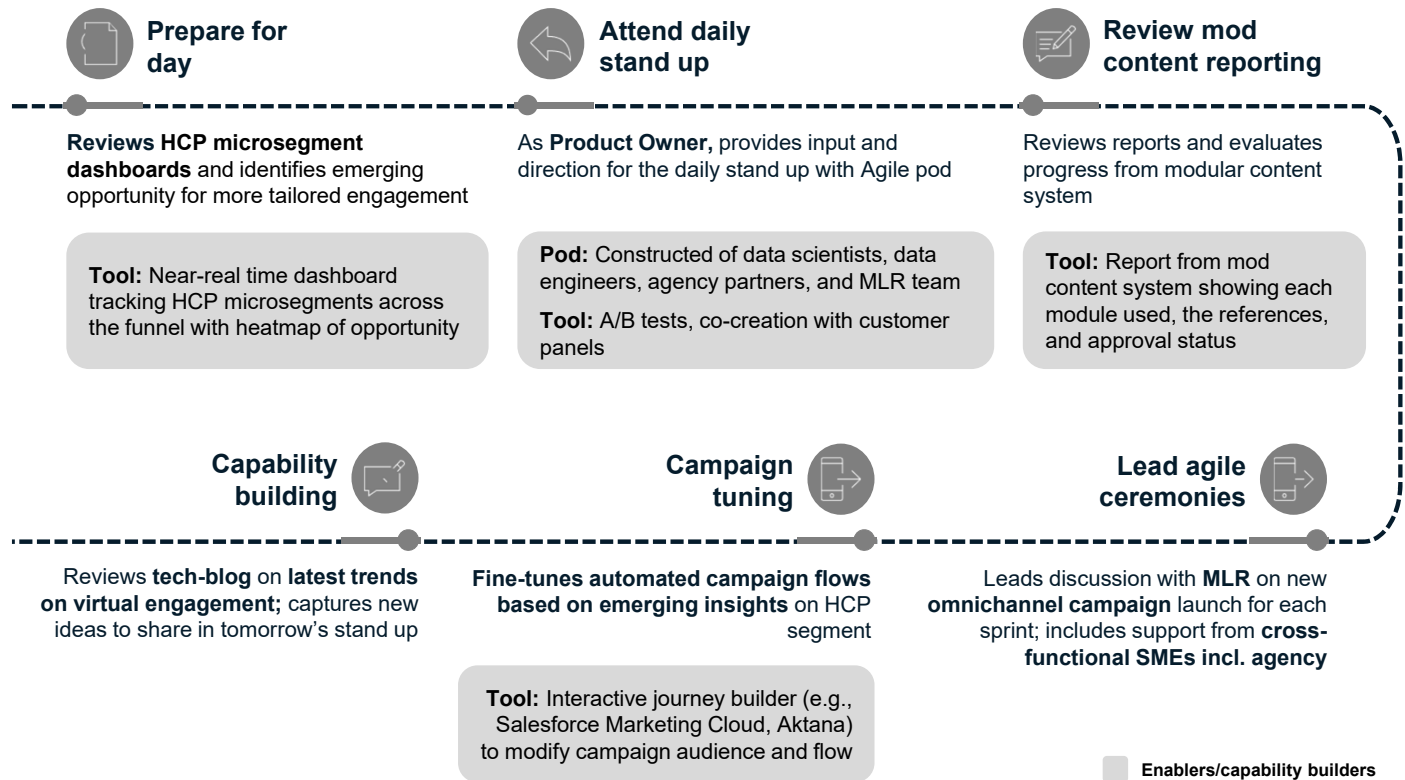 Prepare for
day
Attend daily
stand up
Review mod
content reporting
Reviews HCP microsegment
dashboards and identifies emerging
opportunity for more tailored engagement
As Product Owner, provides input and
direction for the daily stand up with Agile pod
Reviews reports and evaluates
progress from modular content
system
Tool: Near-real time dashboard
tracking HCP microsegments across
the funnel with heatmap of opportunity
Pod: Constructed of data scientists, data
engineers, agency partners, and MLR team
Tool: A/B tests, co-creation with customer
panels
Tool: Report from mod
content system showing each
module used, the references,
and approval status
Lead agile
ceremonies
Leads discussion with MLR on new
omnichannel campaign launch for each
sprint; includes support from cross-
functional SMEs incl. agency
Campaign
tuning
Fine-tunes automated campaign flows
based on emerging insights on HCP
segment
Tool: Interactive journey builder (e.g.,
Salesforce Marketing Cloud, Aktana)
to modify campaign audience and flow
Capability
building
Reviews tech-blog on latest trends
on virtual engagement; captures new
ideas to share in tomorrow's stand up
Enablers/capability builders